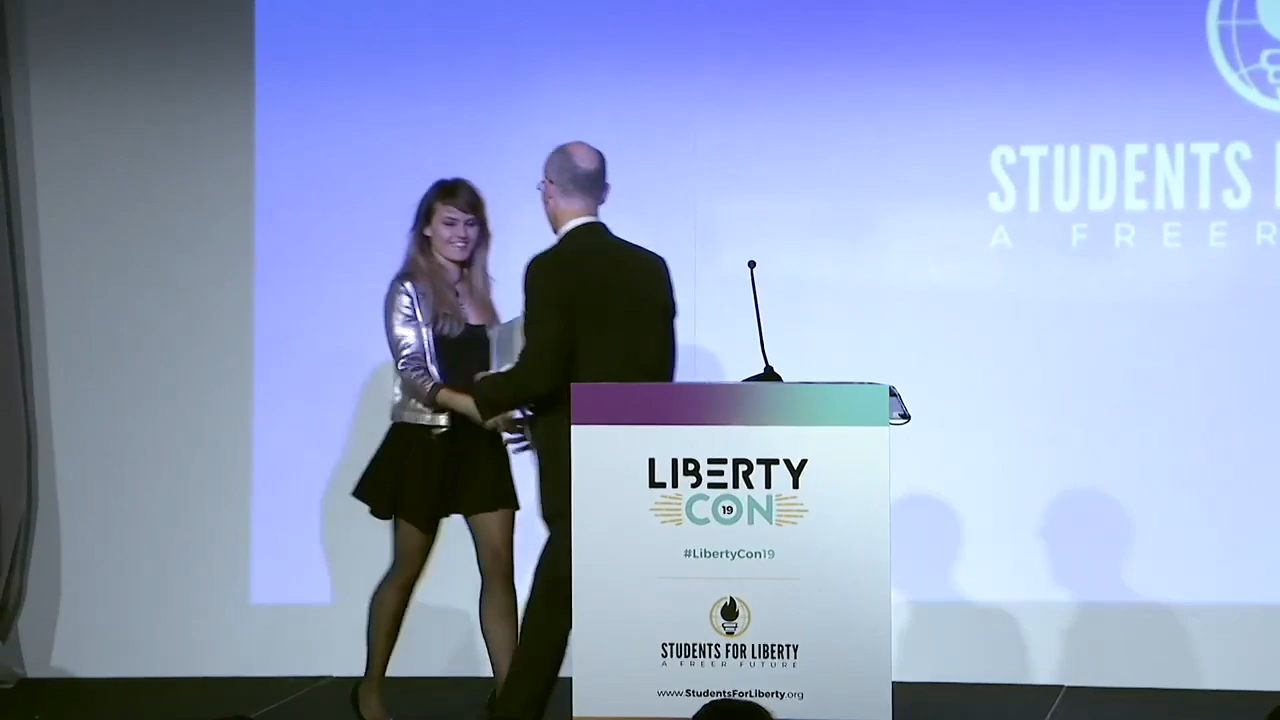 STUDENTS
A FREER
LIBERTY
CON
19
#LibertyCon19
STUDENTS FOR LIBERTY
A FREER FUTURE
www.StudentsForLiberty.org